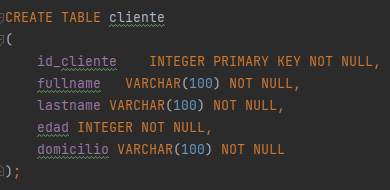 CREATE TABLE cliente
(
id_cliente INTEGER PRIMARY KEY NOT NULL,
fullname VARCHAR(100) NOT NULL,
lastname VARCHAR(100) NOT NULL,
edad INTEGER NOT NULL,
domicilio VARCHAR(100) NOT NULL
);